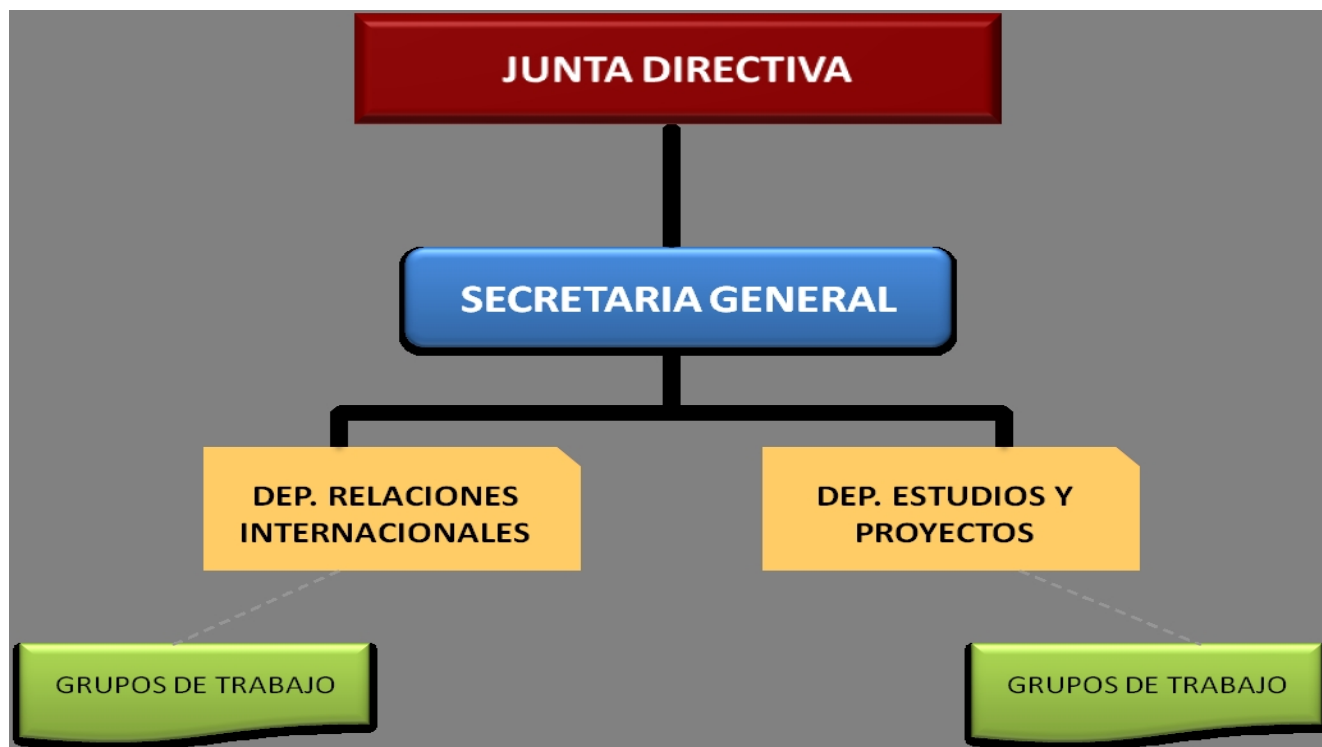 JUNTA DIRECTIVA
SECRETARIA GENERAL
DEP. RELACIONES
INTERNACIONALES
DEP. ESTUDIOS Y
PROYECTOS
GRUPOS DE TRABAJO
GRUPOS DE TRABAJO